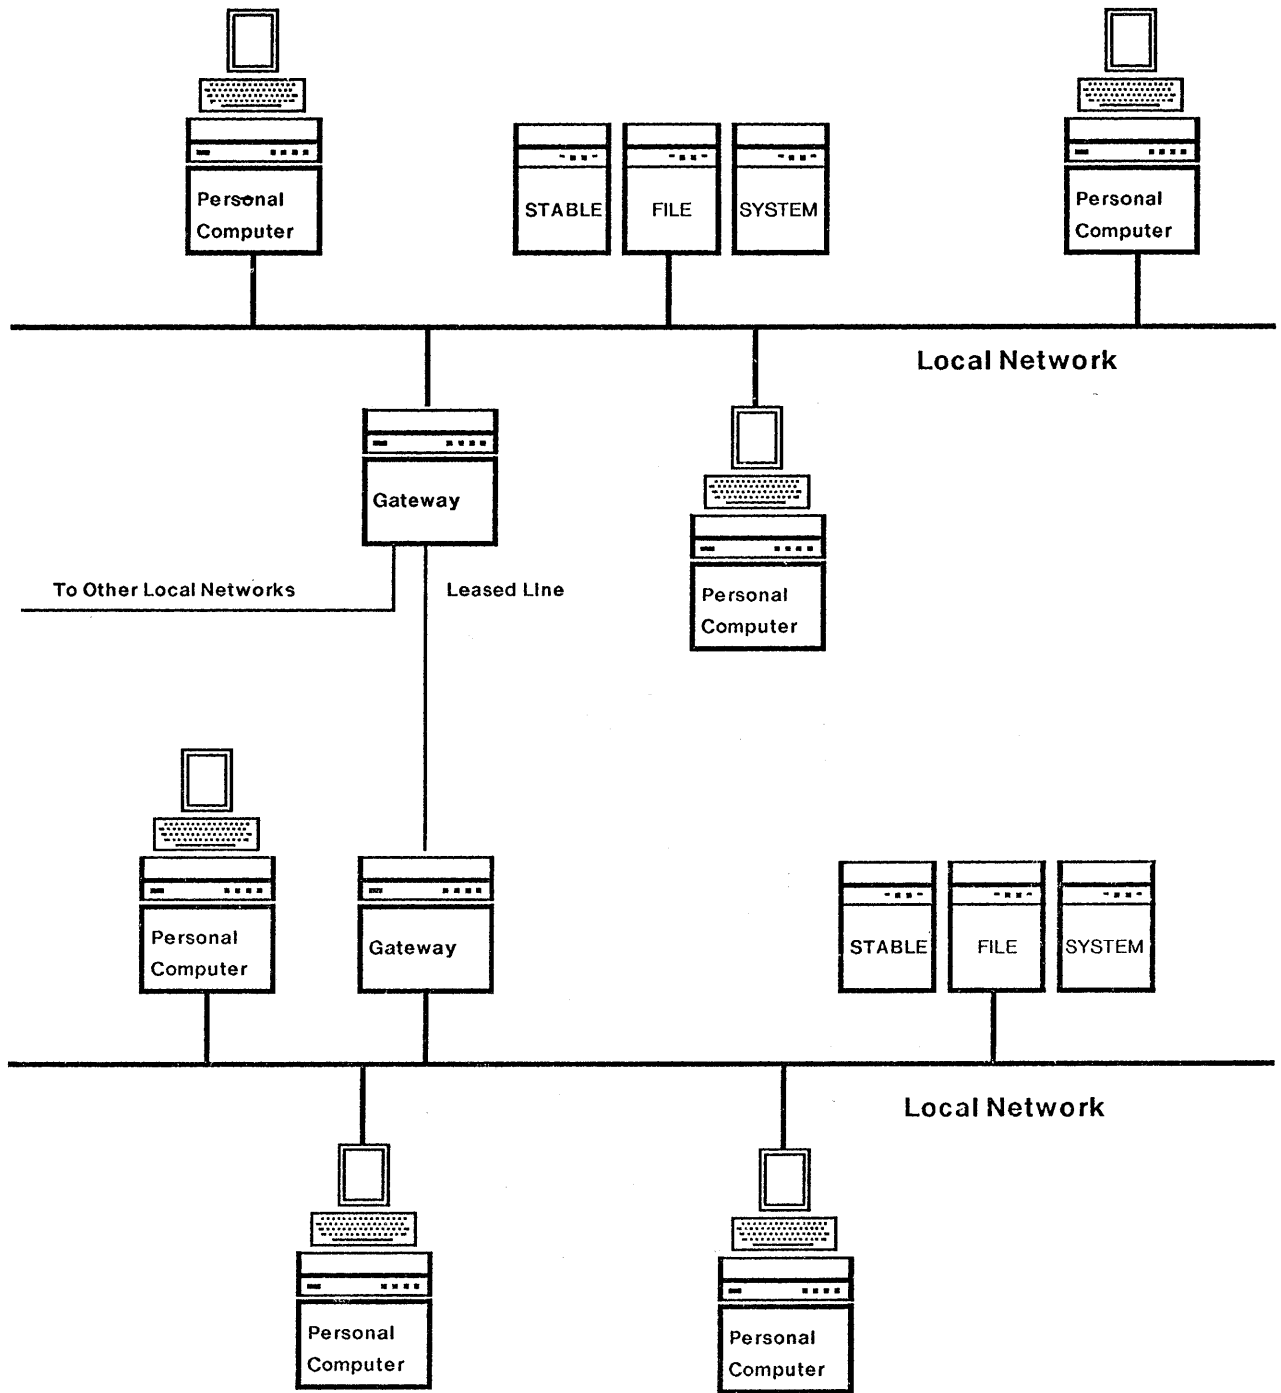 Personal
Computer
STABLE
FILE
SYSTEM
Personal
Computer
Local Network
Gateway
To Other Local Networks
Leased Line
Personal
Computer
Personal
Computer
Gateway
STABLE
FILE
SYSTEM
Local Network
Personal
Computer
Personal
Computer